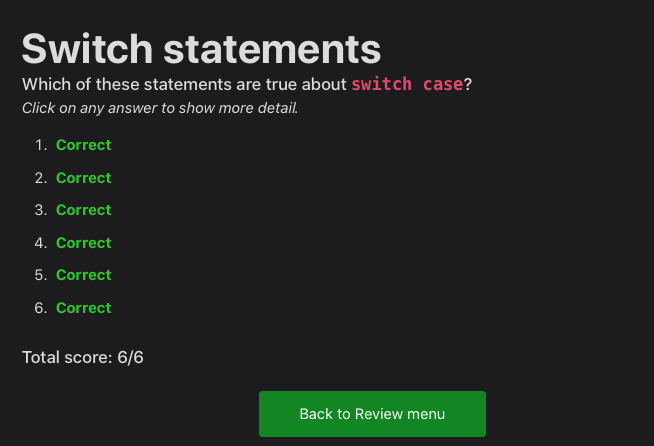 Switch statements
Which of these statements are true about switch case?
Click on any answer to show more detail.
1. Correct
2. Correct
3. Correct
4. Correct
5. Correct
6. Correct
Total score: 6/6
Back to Review menu